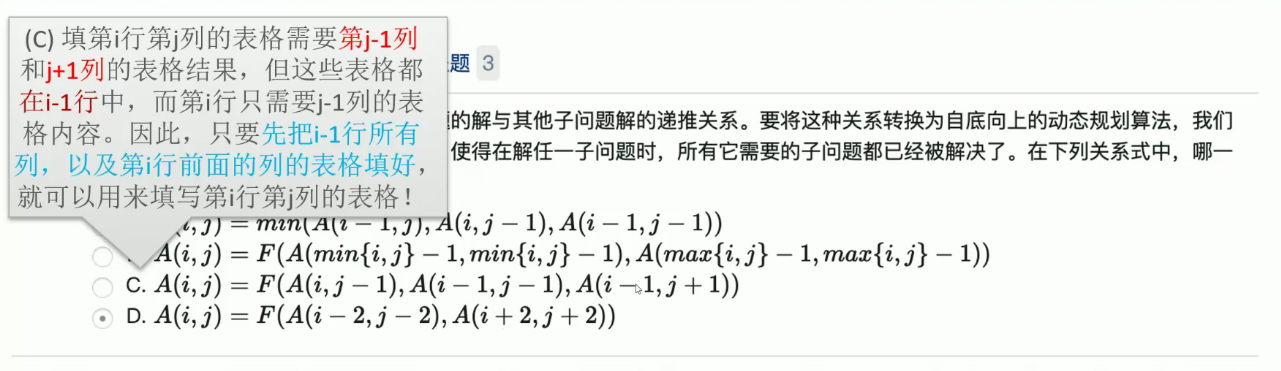 (C) 填第i行第j列的表格需要第j-1列
和j+1列的表格结果，但这些表格都
在i-1行中，而第i行只需要j-1列的表
格内容。因此，只要先把i-1行所有
列，以及第i行前面的列的表格填好，
就可以用来填写第i行第j列的表格！
题 3
的解与其他子问题解的递推关系。要将这种关系转换为自底向上的动态规划算法，我们
使得在解任一子问题时，所有它需要的子问题都已经被解决了。在下列关系式中，哪一
(i, j) = min(A(i − 1, j), A(i, j − 1), A(i − 1, j − 1))
A(i, j) = F(A(min{i, j} − 1, min{i, j} − 1), A(max{i, j} − 1, max{i, j} − 1))
C. A(i, j) = F(A(i, j − 1), A(i − 1, j − 1), A(i − 1, j + 1))
D. A(i, j) = F(A(i − 2, j − 2), A(i + 2, j + 2))